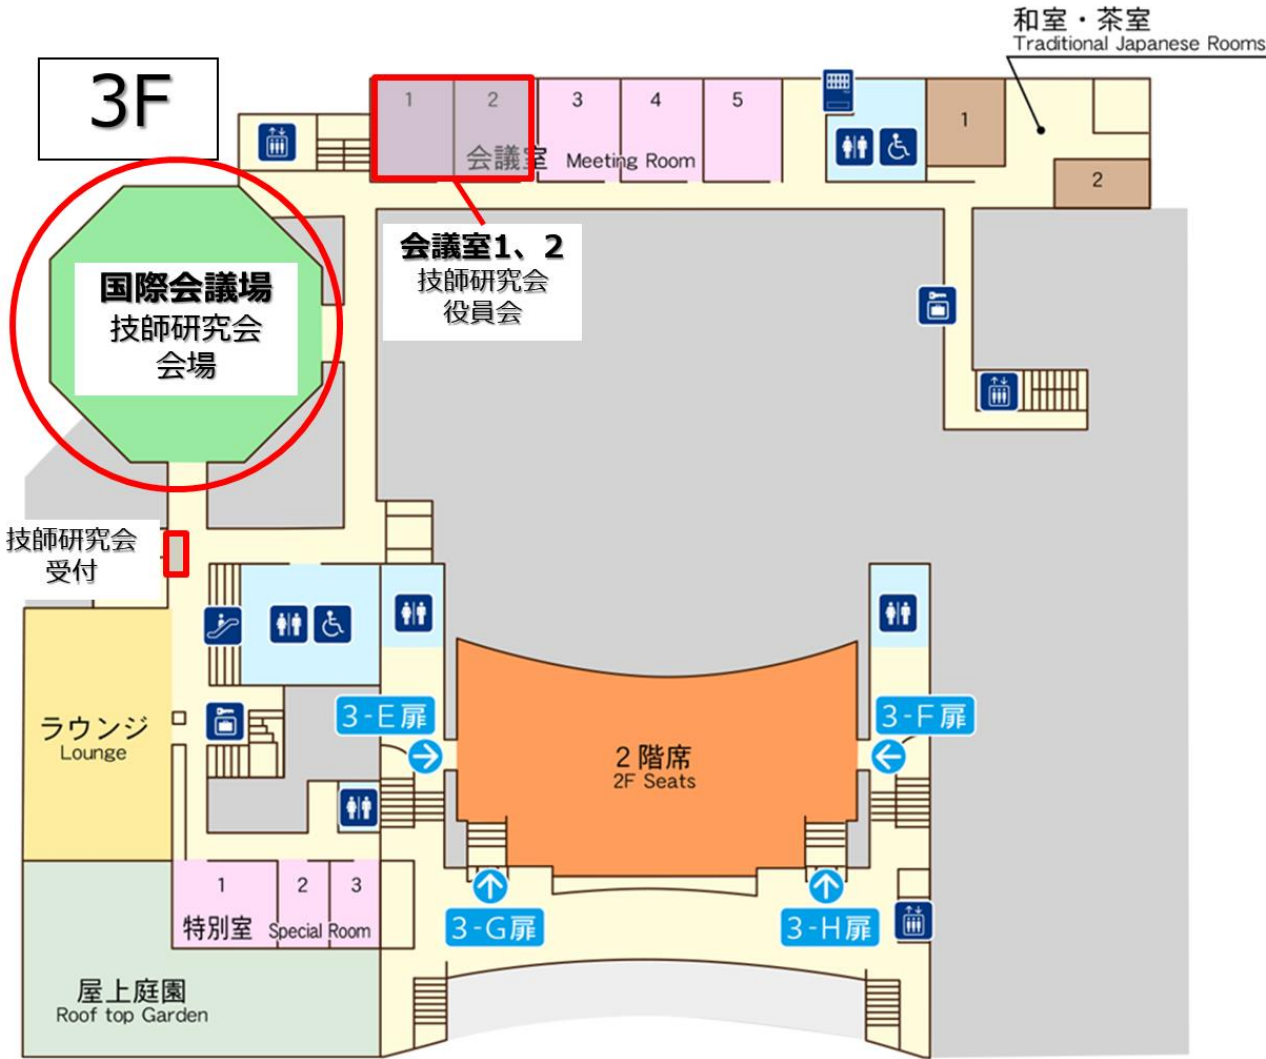 和室・茶室
Traditional Japanese Rooms
3F
1
2
3
4
5
会議室 Meeting Room
1
2
会議室1、2
技師研究会
役員会
国際会議場
技師研究会
会場
技師研究会
受付
ラウンジ
Lounge
3-E扉
3-F扉
2階席
2F Seats
1
2
3
特別室 Special Room
3-G扉
3-H扉
屋上庭園
Roof top Garden